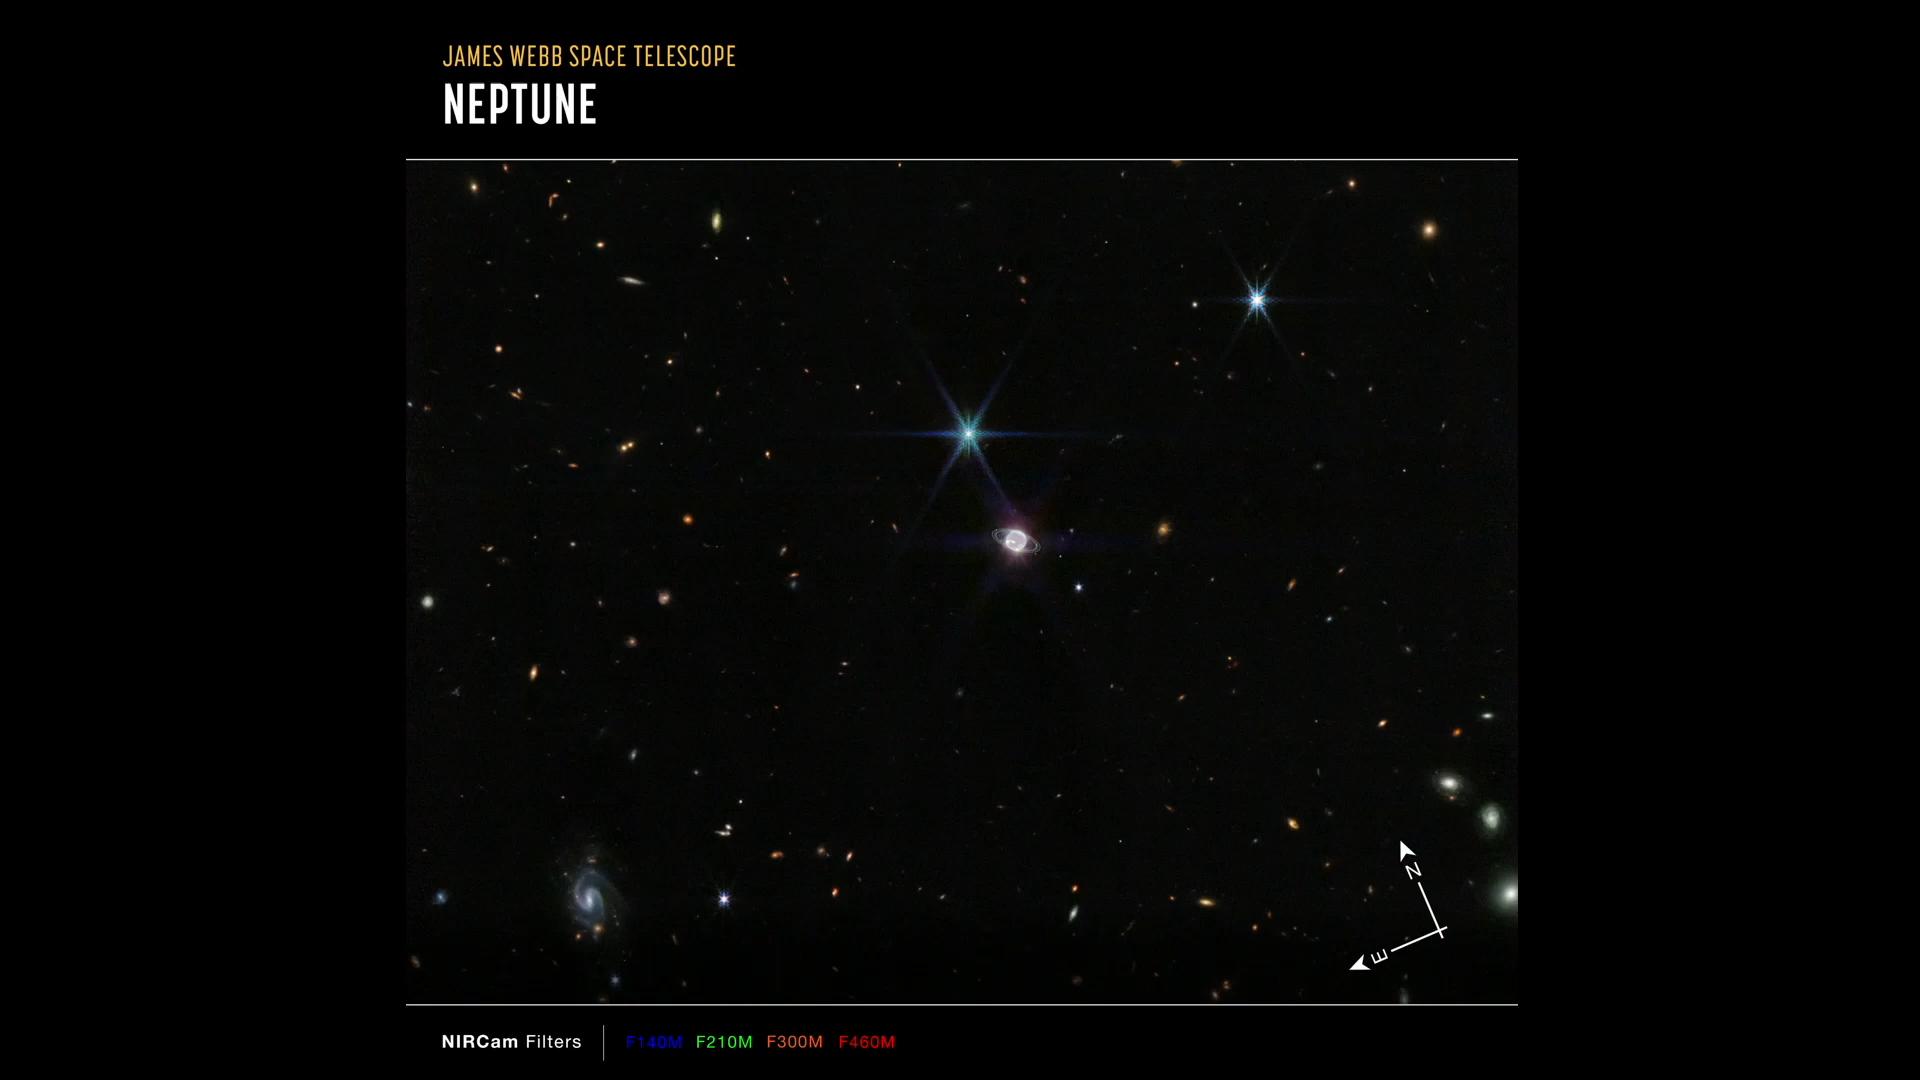 JAMES WEBB SPACE TELESCOPE
NEPTUNE
N
E
NIRCam Filters F140M F210M F300M F460M